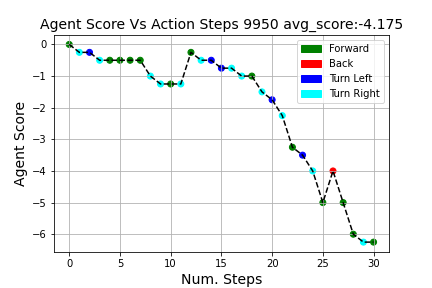 Agent Score Vs Action Steps 9950 avg_score:-4.175
Agent Score
0
−1
−2
−3
−4
−5
−6
Forward
Back
Turn Left
Turn Right
0 5 10 15 20 25 30
Num. Steps